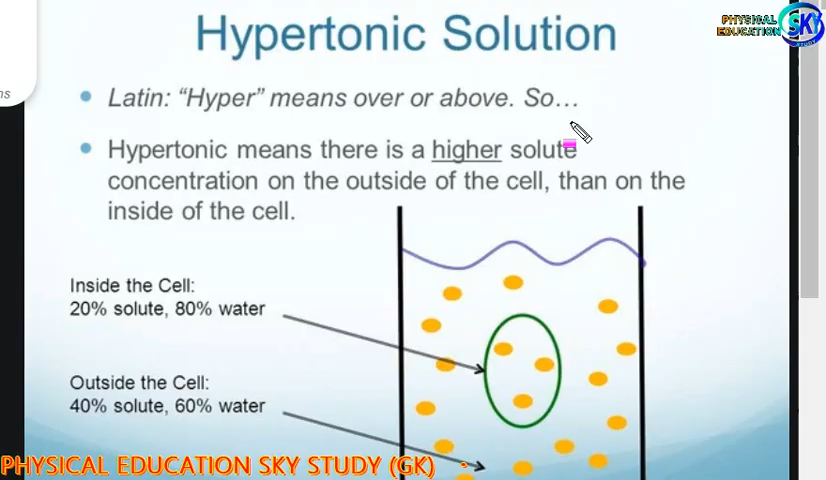 Hypertonic Solution
PHYSICAL
EDUCATION
SKY
STUDY
ns
Latin: “Hyper” means over or above. So…
Hypertonic means there is a higher solute
concentration on the outside of the cell, than on the
inside of the cell.
Inside the Cell:
20% solute, 80% water
Outside the Cell:
40% solute, 60% water
PHYSICAL EDUCATION SKY STUDY (GK)